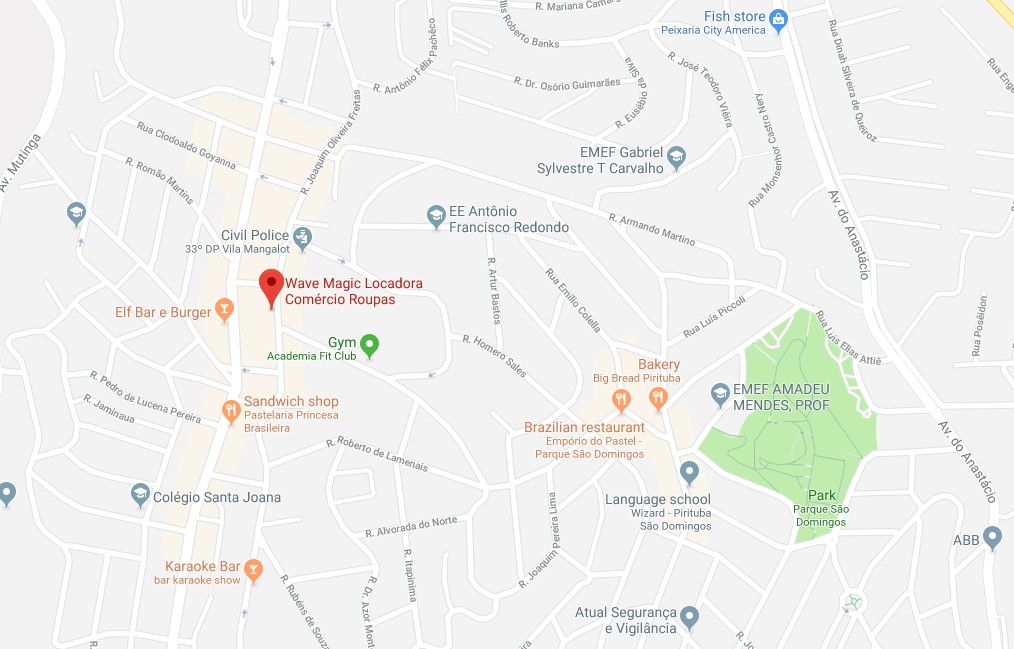 R. Mariana Camar
llis Roberto Banks
Fish store
Peixaria City America
R. Antônio Félix Pachêco
R. Dr. Osório Guimarães
R. Eusébio da Silva
R. José Teodoro Viêira
Rua Dinah Silveira de Queiroz
Rua Eng
Rua Monsenhor Castro Nery
Av. Mutinga
Rua Clodoaldo Goyanna
R. Romão Martins
R. Joaquim Oliveira Freitas
EMEF Gabriel
Sylvestre T Carvalho
EE Antônio
Francisco Redondo
R. Armando Martino
Av. do Anastácio
Civil Police
33º DP Vila Mangalot
Wave Magic Locadora
Comércio Roupas
R. Artur Bastos
Rua Emílio Colella
Rua Luís Piccoli
Rua Luis Elias Attiê
Rua Poséidon
Elf Bar e Burger
Gym
Academia Fit Club
R. Homero Sales
Bakery
Big Bread Pirituba
EMEF AMADEU
MENDES, PROF
R. Pedro de Lucena Pereira
R. Jaminaua
Sandwich shop
Pastelaria Princesa
Brasileira
Brazilian restaurant
Empório do Pastel -
Parque São Domingos
Av. do Anastácio
R. Roberto de Lamenais
Colégio Santa Joana
Language school
Wizard - Pirituba
São Domingos
Park
Parque São
Domingos
R. Alvorada do Norte
R. Joaquim Pereira Lima
ABB
Karaoke Bar
bar karaoke show
R. Rubéns de Souz
R. Dr. Azor Mont
R. Itapinima
Atual Segurança
e Vigilância
R. Jo